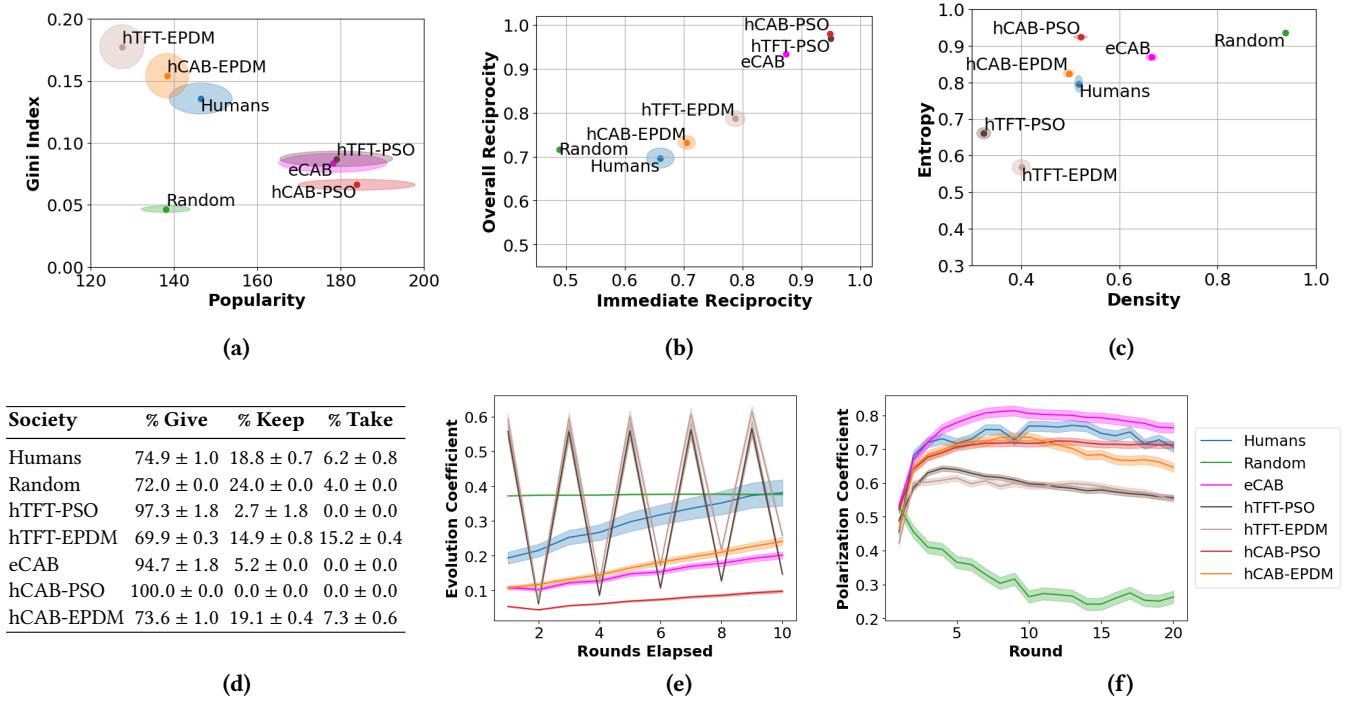 0.20
0.15
0.10
0.05
0.00
Gini Index
120 140 160 180 200
Popularity
hTFT-EPDM
hCAB-EPDM
Humans
hTFT-PSO
eCAB
hCAB-PSO
Random
(a)
1.0
0.9
0.8
0.7
0.6
0.5
Overall Reciprocity
0.5 0.6 0.7 0.8 0.9 1.0
Immediate Reciprocity
hCAB-PSO
hTFT-PSO
eCAB
hTFT-EPDM
hCAB-EPDM
Random
Humans
(b)
1.0
0.9
0.8
0.7
0.6
0.5
0.4
0.3
Entropy
0.4 0.6 0.8 1.0
Density
hCAB-PSO
eCAB
Random
hCAB-EPDM
Humans
hTFT-PSO
hTFT-EPDM
(c)
Society % Give % Keep % Take
Humans 74.9 ± 1.0 18.8 ± 0.7 6.2 ± 0.8
Random 72.0 ± 0.0 24.0 ± 0.0 4.0 ± 0.0
hTFT-PSO 97.3 ± 1.8 2.7 ± 1.8 0.0 ± 0.0
hTFT-EPDM 69.9 ± 0.3 14.9 ± 0.8 15.2 ± 0.4
eCAB 94.7 ± 1.8 5.2 ± 0.0 0.0 ± 0.0
hCAB-PSO 100.0 ± 0.0 0.0 ± 0.0 0.0 ± 0.0
hCAB-EPDM 73.6 ± 1.0 19.1 ± 0.4 7.3 ± 0.6
(d)
0.6
0.5
0.4
0.3
0.2
0.1
Evolution Coefficient
2 4 6 8 10
Rounds Elapsed
(e)
0.8
0.7
0.6
0.5
0.4
0.3
0.2
Polarization Coefficient
5 10 15 20
Round
(f)
Humans
Random
eCAB
hTFT-PSO
hTFT-EPDM
hCAB-PSO
hCAB-EPDM